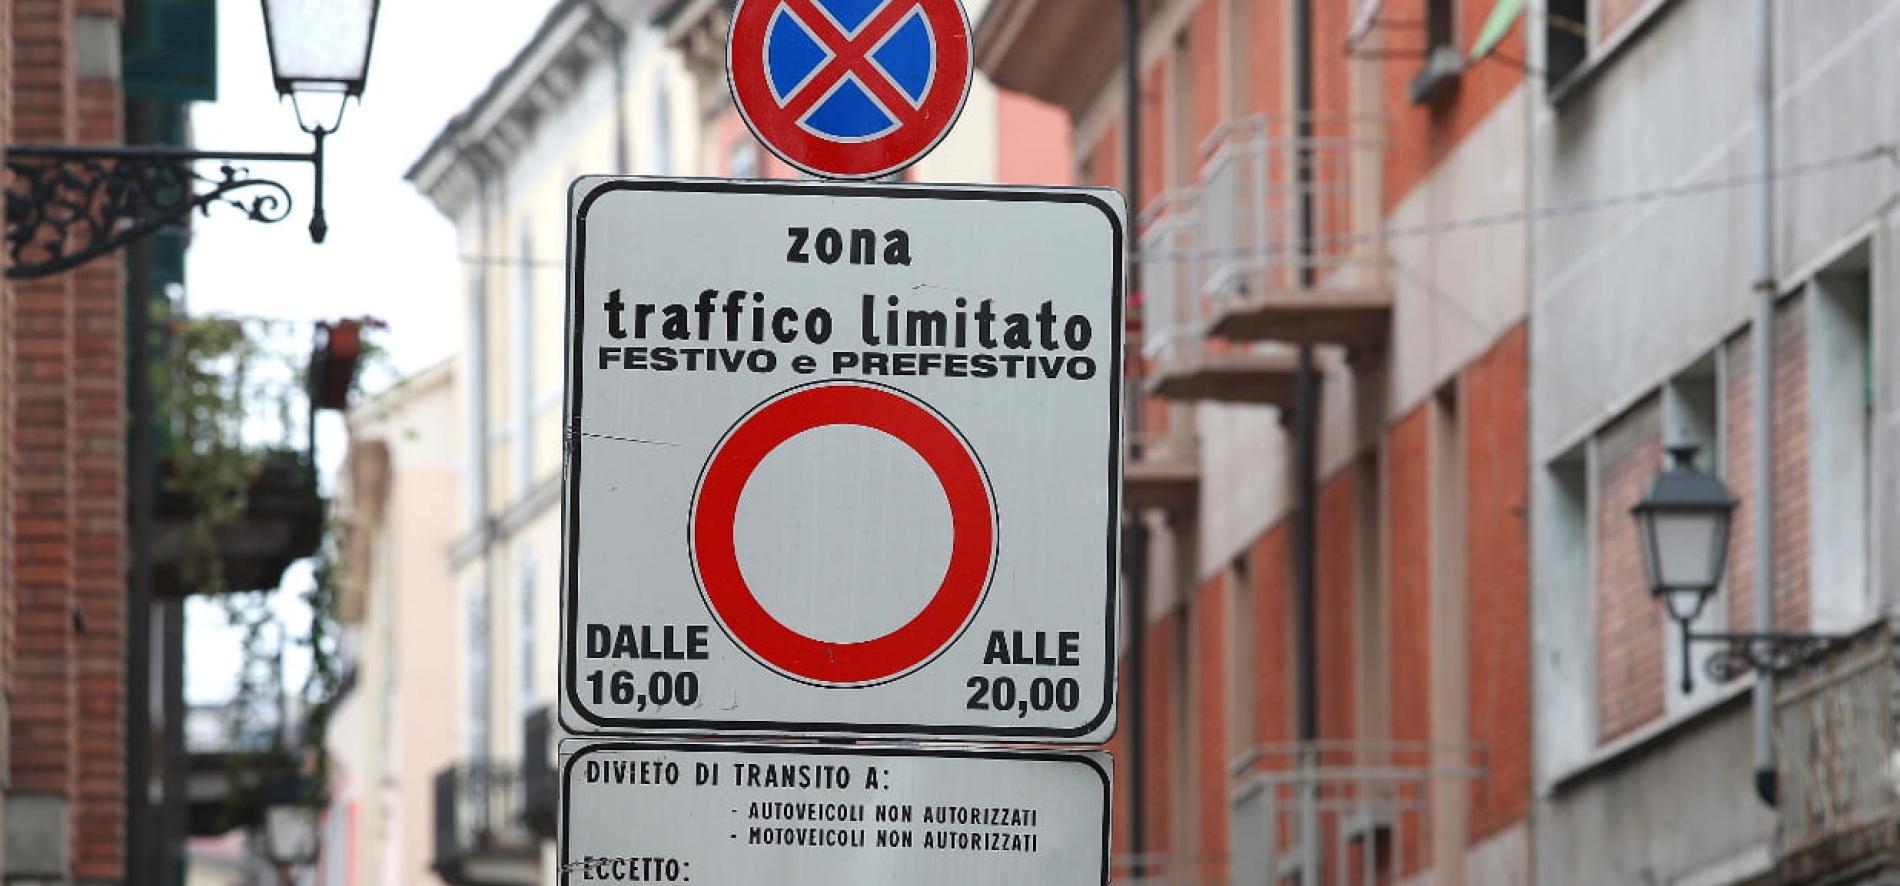 zona
traffico limitato
FESTIVO e PREFESTIVO
DALLE ALLE
16,00 20,00
DIVIETO DI TRANSITO A:
- AUTOVEICOLI NON AUTORIZZATI
- MOTOVEICOLI NON AUTORIZZATI
ECCETTO: